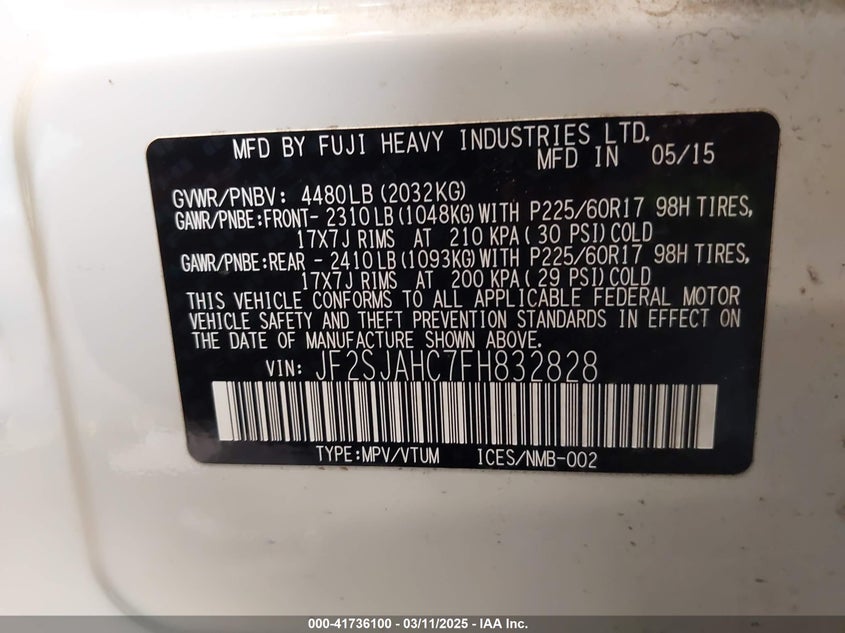 MFD BY FUJI HEAVY INDUSTRIES LTD.
MFD IN 05/15
GVWR/PNBV: 4480LB (2032KG)
GAWR/PNBE:FRONT- 2310 LB (1048KG) WITH P225/60R17 98H TIRES,
17X7J RIMS AT 210 KPA ( 30 PSI) COLD
GAWR/PNBE:REAR - 2410 LB (1093KG) WITH P225/60R17 98H TIRES,
17X7J RIMS AT 200 KPA ( 29 PSI) COLD
THIS VEHICLE CONFORMS TO ALL APPLICABLE FEDERAL MOTOR
VEHICLE SAFETY AND THEFT PREVENTION STANDARDS IN EFFECT ON
THE DATE OF MANUFACTURE SHOWN ABOVE.
VIN: JF2SJAHC7FH832828
TYPE:MPV/VTUM ICES/NMB-002
000-41736100 - 03/11/2025 - IAA Inc.